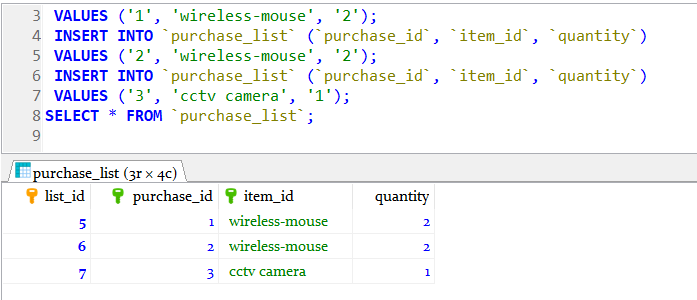 3 VALUES ('1', 'wireless-mouse', '2');
4 INSERT INTO `purchase_list` (`purchase_id`, `item_id`, `quantity`)
5 VALUES ('2', 'wireless-mouse', '2');
6 INSERT INTO `purchase_list` (`purchase_id`, `item_id`, `quantity`)
7 VALUES ('3', 'cctv camera', '1');
8 SELECT * FROM `purchase_list`;
9
purchase_list (3r × 4c)
list_id purchase_id item_id quantity
5 1 wireless-mouse 2
6 2 wireless-mouse 2
7 3 cctv camera 1